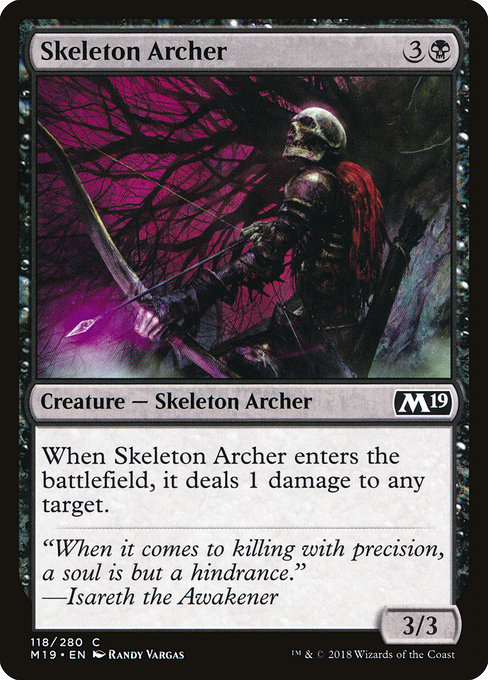 Skeleton Archer 3
Creature — Skeleton Archer M19
When Skeleton Archer enters the
battlefield, it deals 1 damage to any
target.
“When it comes to killing with precision,
a soul is but a hindrance.”
—Isareth the Awakener
3/3
118/280 C
M19 • EN Randy Vargas ™ & © 2018 Wizards of the Coast